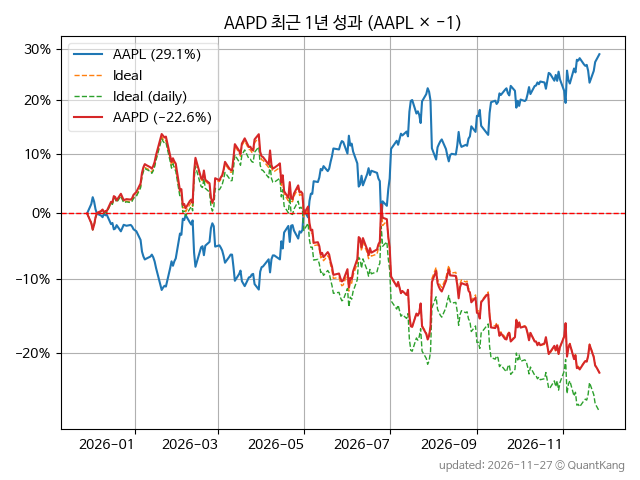 AAPD 최근 1년 성과 (AAPL × −1)
AAPL (29.1%)
Ideal
Ideal (daily)
AAPD (−22.6%)
30%
20%
10%
0%
−10%
−20%
2026-01
2026-03
2026-05
2026-07
2026-09
2026-11
updated: 2026-11-27 © QuantKang